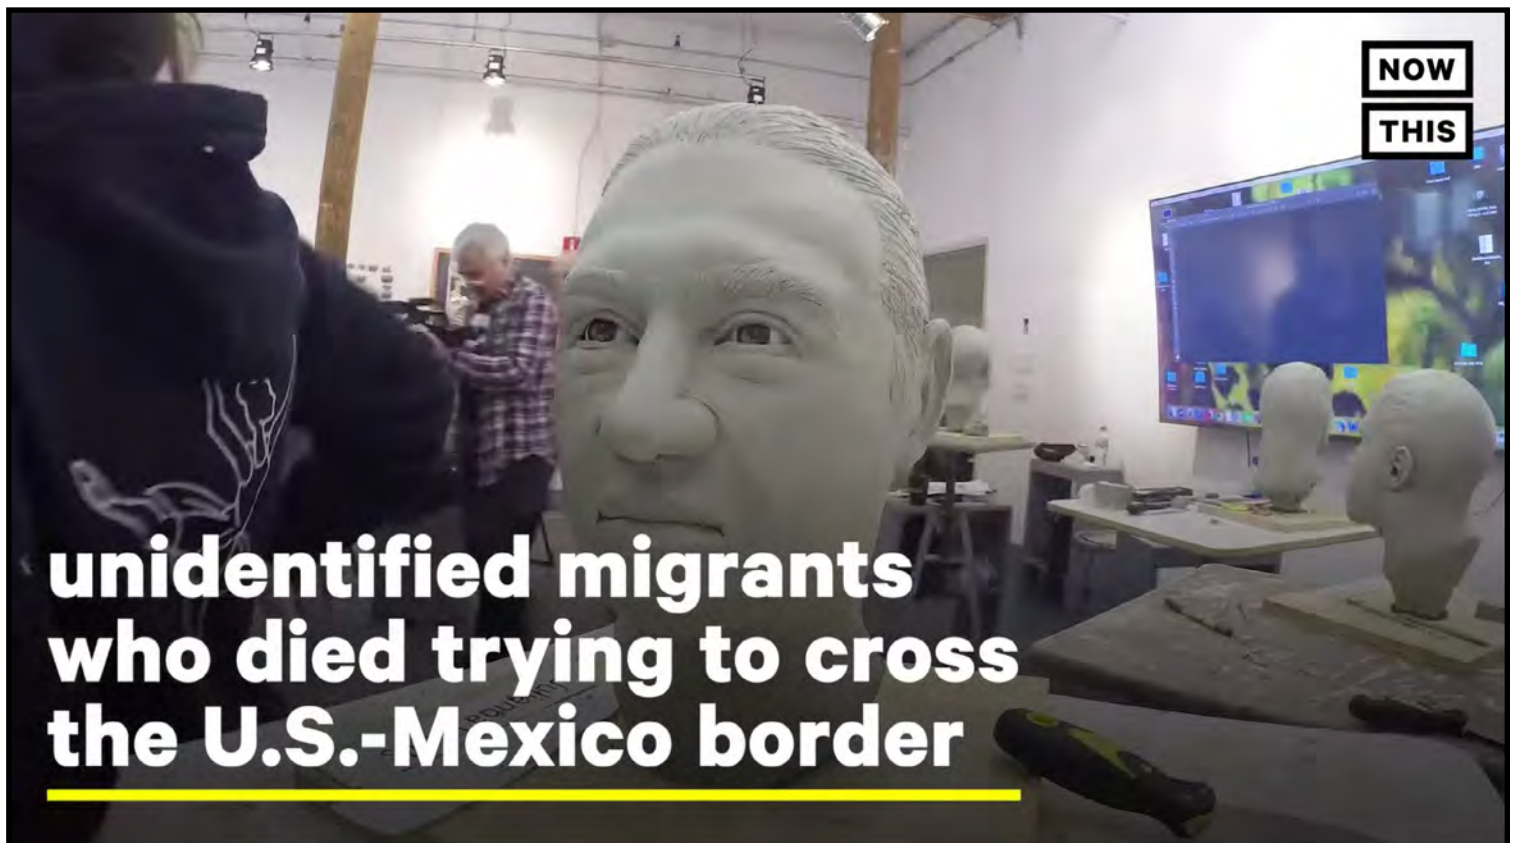 NOW
THIS
unidentified migrants
who died trying to cross
the U.S.-Mexico border